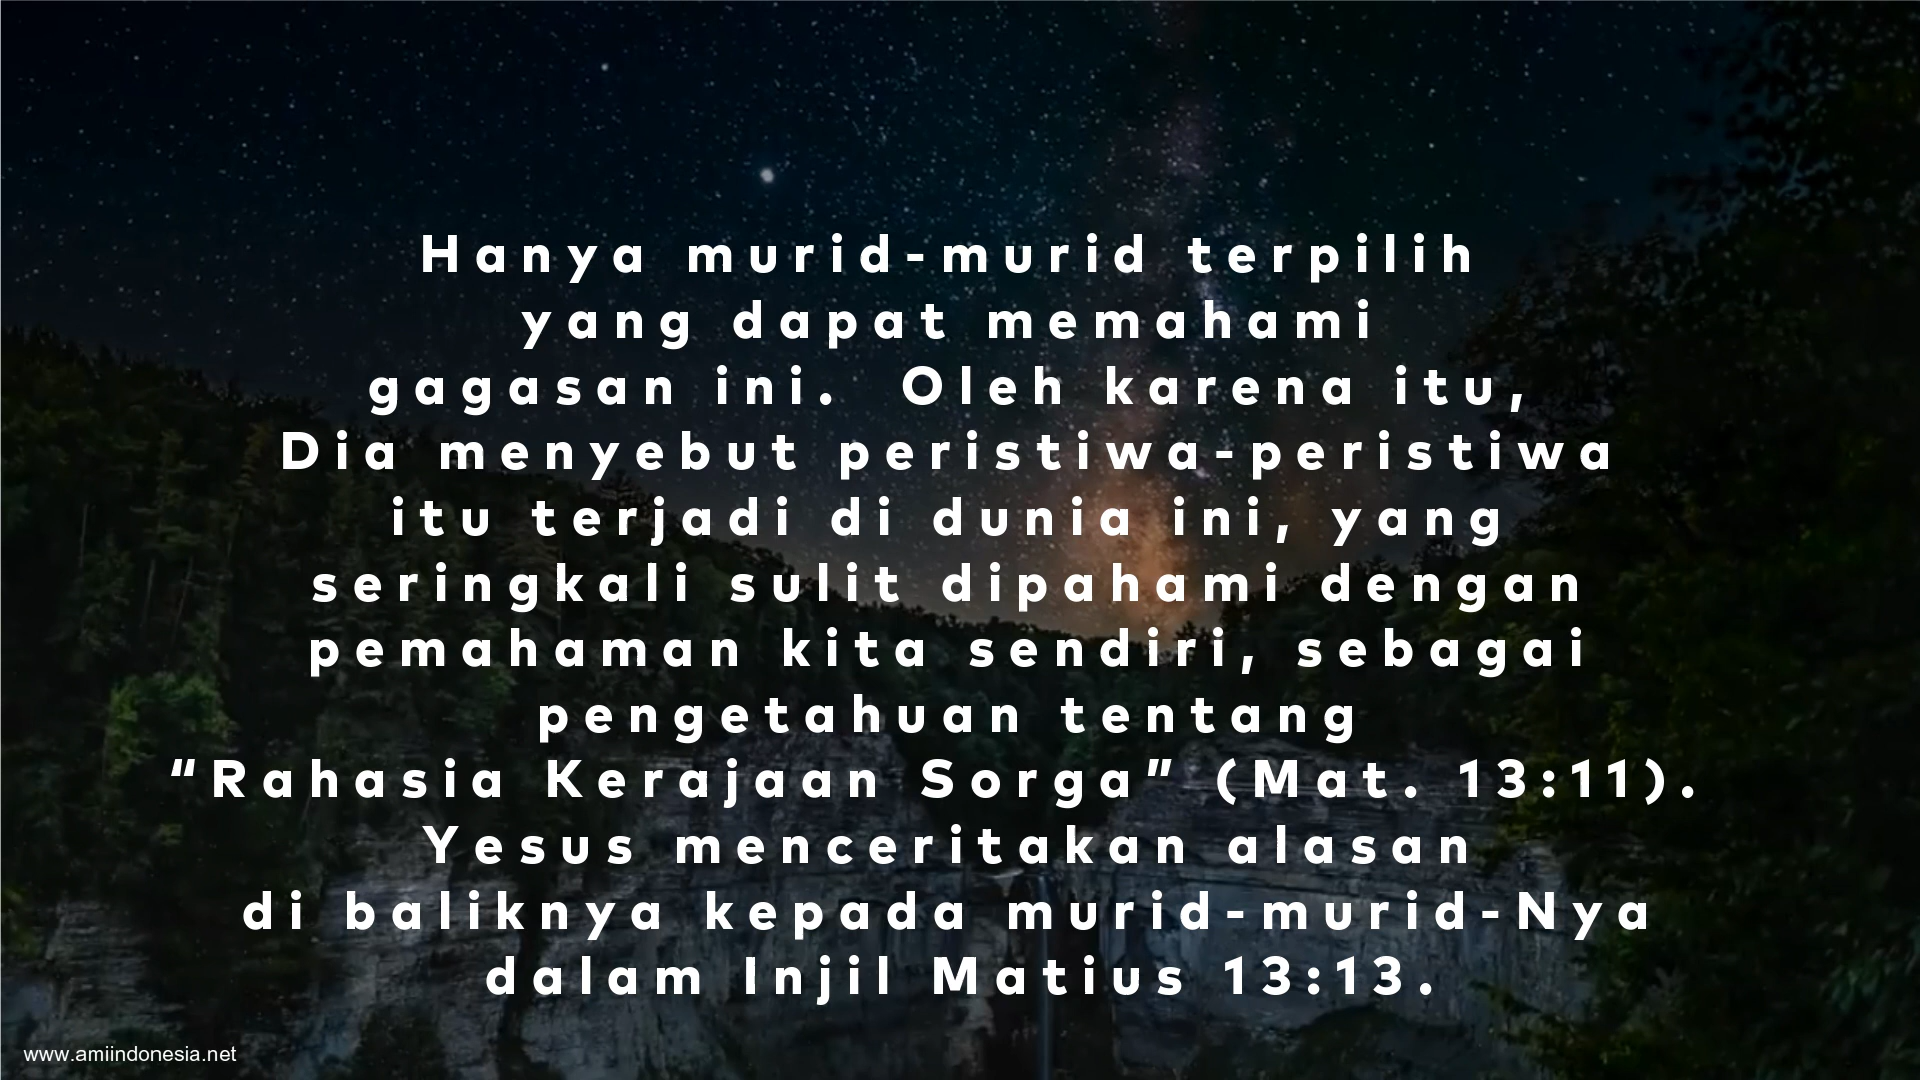 Hanya murid-murid terpilih
yang dapat memahami
gagasan ini.  Oleh karena itu,
Dia menyebut peristiwa-peristiwa
itu terjadi di dunia ini, yang
seringkali sulit dipahami dengan
pemahaman kita sendiri, sebagai
pengetahuan tentang
“Rahasia Kerajaan Sorga” (Mat. 13:11).
Yesus menceritakan alasan
di baliknya kepada murid-murid-Nya
dalam Injil Matius 13:13.
www.amiindonesia.net